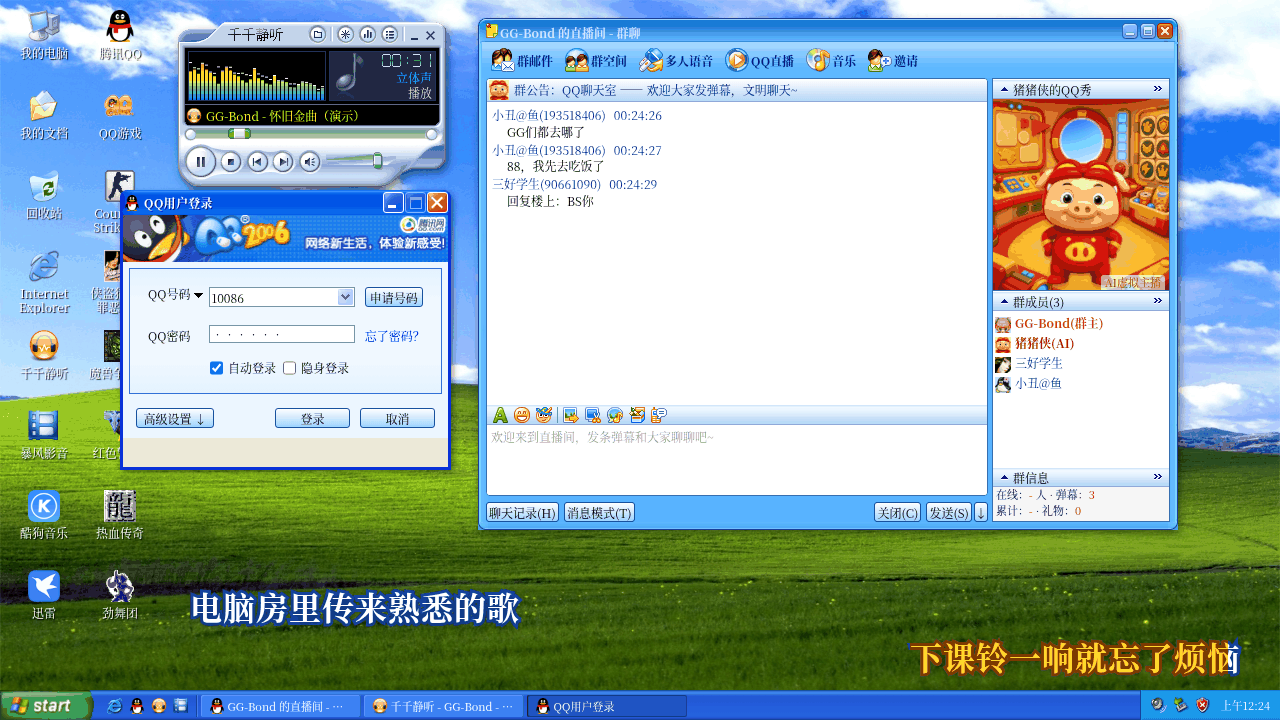 我的电脑
腾讯QQ
我的文档
QQ游戏
回收站
Internet
Explorer
千千静听
暴风影音
酷狗音乐
热血传奇
迅雷
劲舞团
千千静听
00:31
立体声
播放
GG-Bond - 怀旧金曲（演示）
QQ用户登录
QQ2006
腾讯网
QQ.com
网络新生活，体验新感受!
QQ号码
10086
申请号码
QQ密码
忘了密码?
自动登录
隐身登录
高级设置 ↓
登录
取消
GG-Bond 的直播间 - 群聊
群邮件
群空间
多人语音
QQ直播
音乐
邀请
群公告: QQ聊天室 —— 欢迎大家发弹幕，文明聊天~
小丑@鱼(193518406) 00:24:26
GG们都去哪了
小丑@鱼(193518406) 00:24:27
88，我先去吃饭了
三好学生(90661090) 00:24:29
回复楼上: BS你
欢迎来到直播间，发条弹幕和大家聊聊吧~
聊天记录(H)
消息模式(T)
关闭(C)
发送(S)
↓
猪猪侠的QQ秀
AI虚拟主播
群成员(3)
GG-Bond(群主)
猪猪侠(AI)
三好学生
小丑@鱼
群信息
在线: - 人 · 弹幕: 3
累计: - · 礼物: 0
电脑房里传来熟悉的歌
下课铃一响就忘了烦恼
start
GG-Bond 的直播间 - ···
千千静听 - GG-Bond - ···
QQ用户登录
上午12:24